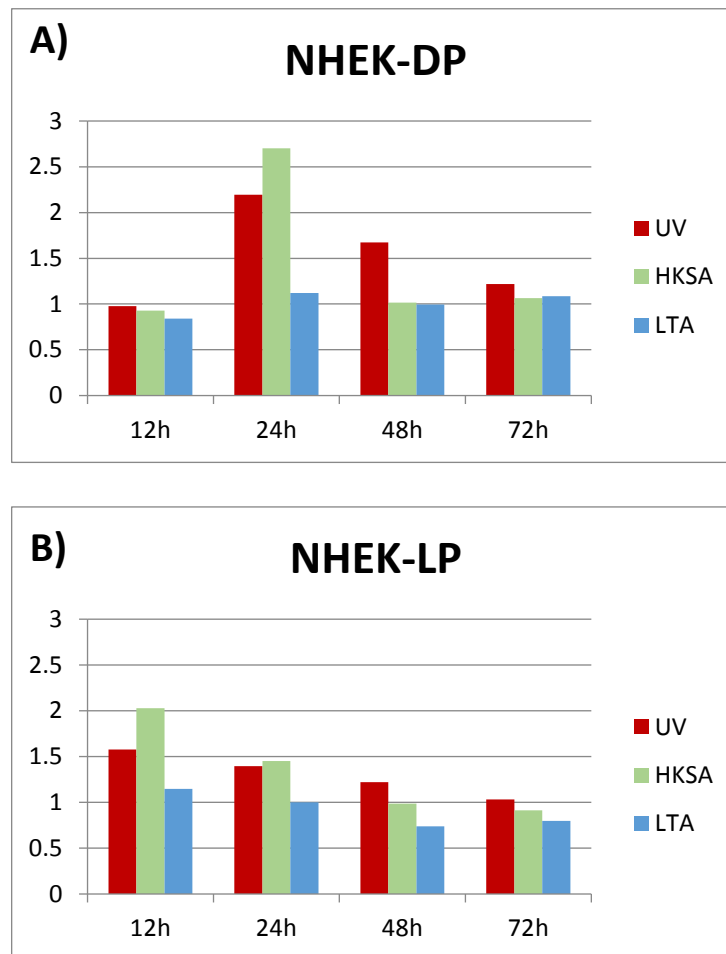 A)
NHEK-DP
3
2.5
2
1.5
1
0.5
0
12h 24h 48h 72h
UV
HKSA
LTA
B)
NHEK-LP
3
2.5
2
1.5
1
0.5
0
12h 24h 48h 72h
UV
HKSA
LTA